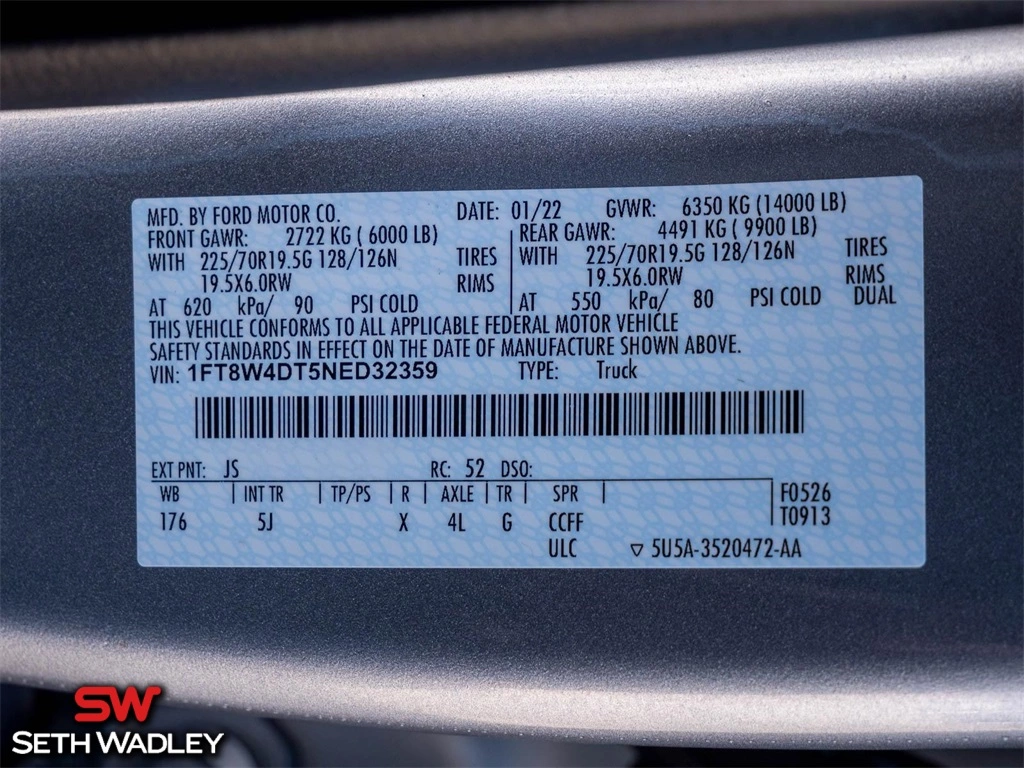 MFD. BY FORD MOTOR CO. DATE: 01/22 GVWR: 6350 KG (14000 LB)
FRONT GAWR: 2722 KG ( 6000 LB) REAR GAWR: 4491 KG ( 9900 LB)
WITH 225/70R19.5G 128/126N TIRES WITH 225/70R19.5G 128/126N TIRES
19.5X6.0RW RIMS 19.5X6.0RW RIMS
AT 620 kPa/ 90 PSI COLD AT 550 kPa/ 80 PSI COLD DUAL
THIS VEHICLE CONFORMS TO ALL APPLICABLE FEDERAL MOTOR VEHICLE
SAFETY STANDARDS IN EFFECT ON THE DATE OF MANUFACTURE SHOWN ABOVE.
VIN: 1FT8W4DT5NED32359 TYPE: Truck
EXT PNT: JS RC: 52 DSO:
WB INT TR TP/PS R AXLE TR SPR F0526
176 5J X 4L G CCFF T0913
ULC ▽ 5U5A-3520472-AA
SW
SETH WADLEY